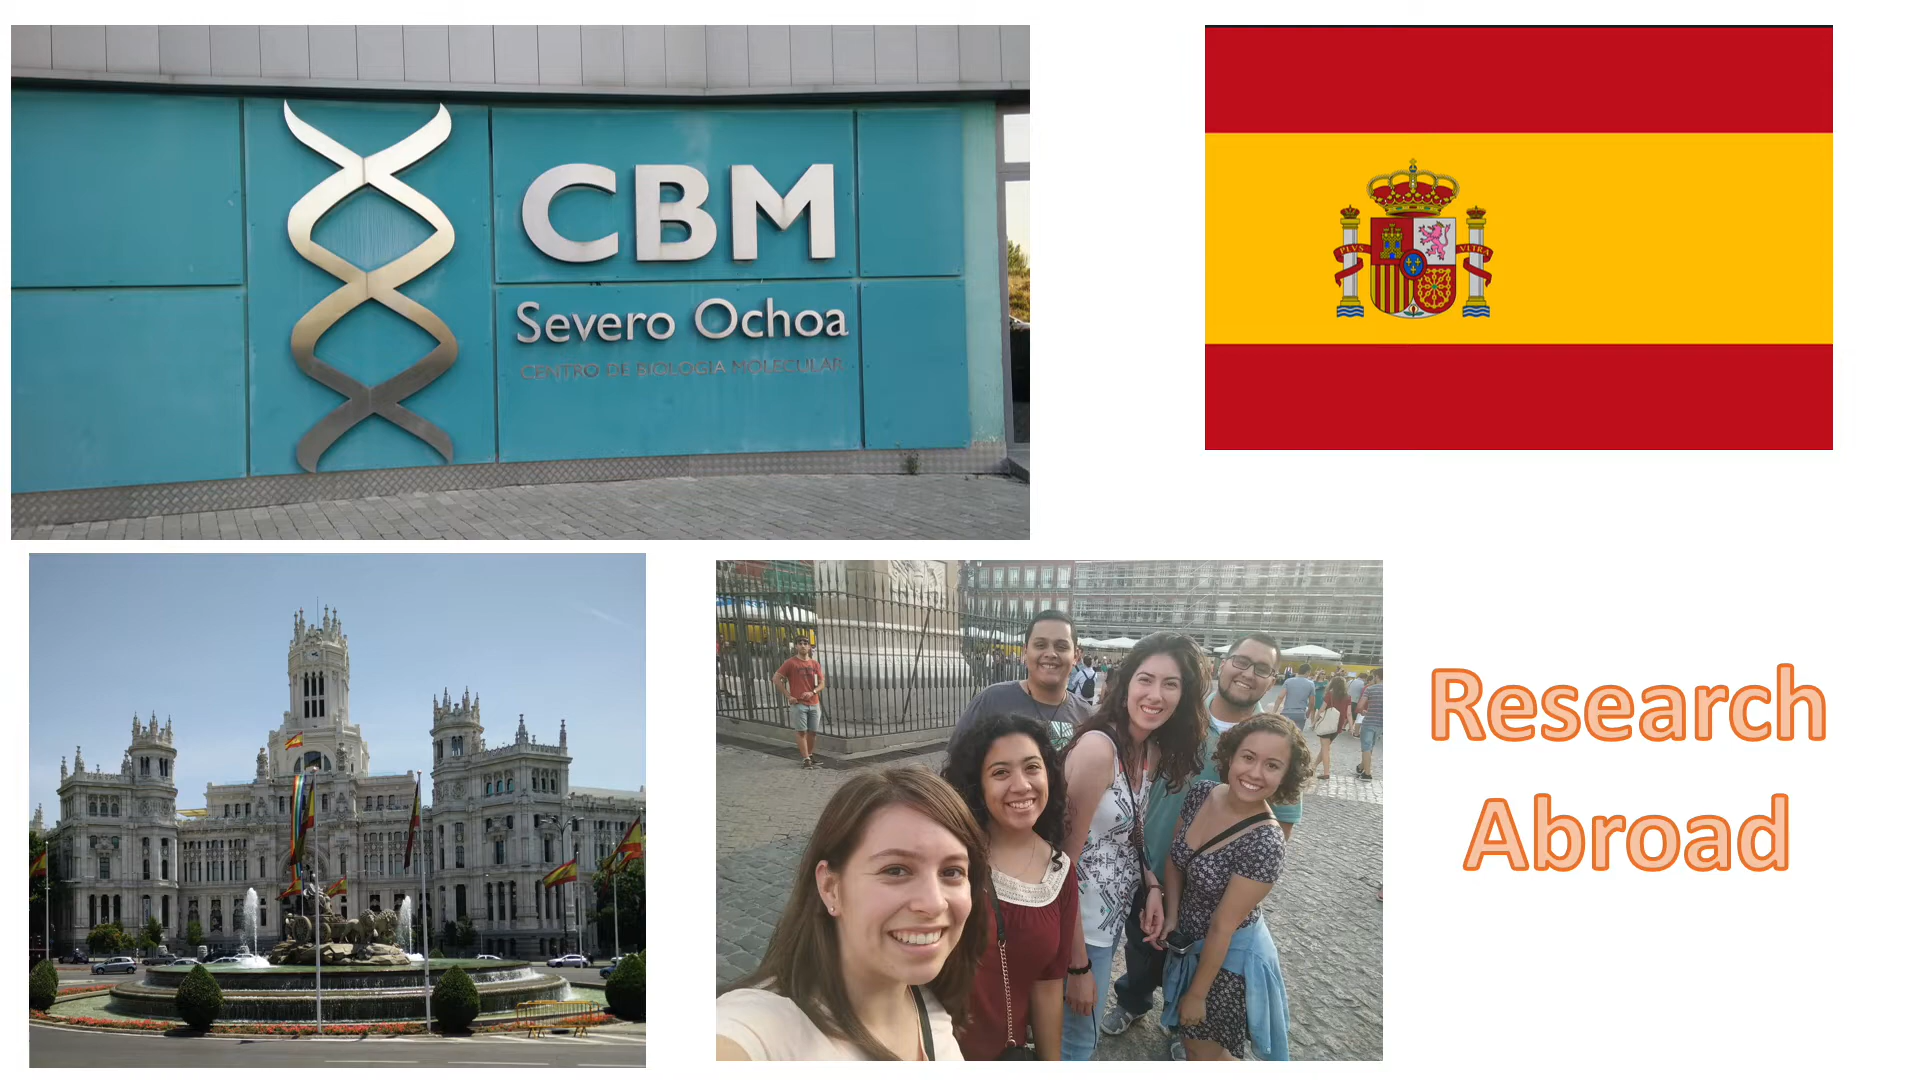 CBM
Severo Ochoa
CENTRO DE BIOLOGIA MOLECULAR
PLVS VLTRA
Research
Abroad